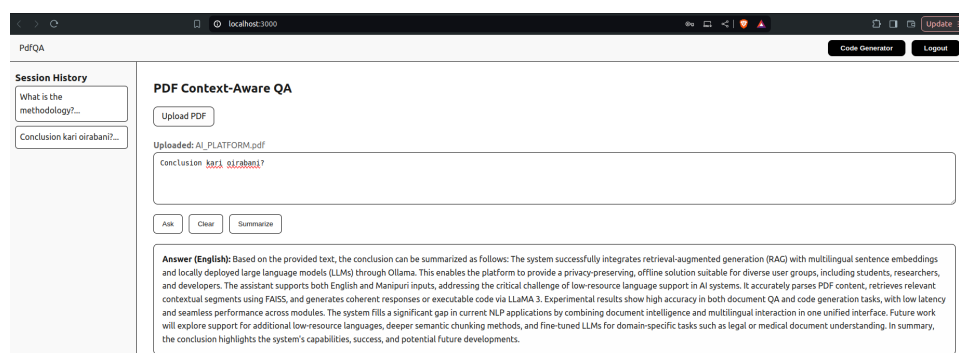 localhost:3000
Update
PdfQA
Code Generator
Logout
Session History
What is the
methodology?...
Conclusion kari oirabani?...
PDF Context-Aware QA
Upload PDF
Uploaded: AI_PLATFORM.pdf
Conclusion kari oirabani?
Ask
Clear
Summarize
Answer (English): Based on the provided text, the conclusion can be summarized as follows: The system successfully integrates retrieval-augmented generation (RAG) with multilingual sentence embeddings
and locally deployed large language models (LLMs) through Ollama. This enables the platform to provide a privacy-preserving, offline solution suitable for diverse user groups, including students, researchers,
and developers. The assistant supports both English and Manipuri inputs, addressing the critical challenge of low-resource language support in AI systems. It accurately parses PDF content, retrieves relevant
contextual segments using FAISS, and generates coherent responses or executable code via LLaMA 3. Experimental results show high accuracy in both document QA and code generation tasks, with low latency
and seamless performance across modules. The system fills a significant gap in current NLP applications by combining document intelligence and multilingual interaction in one unified interface. Future work
will explore support for additional low-resource languages, deeper semantic chunking methods, and fine-tuned LLMs for domain-specific tasks such as legal or medical document understanding. In summary,
the conclusion highlights the system's capabilities, success, and potential future developments.